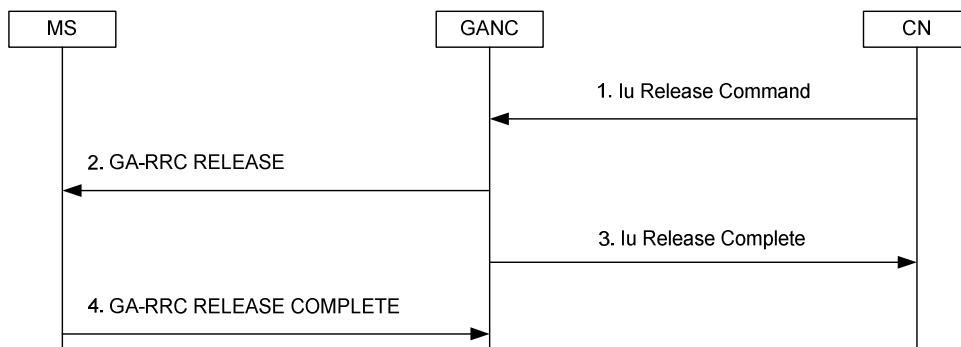 MS
GANC
CN
1. Iu Release Command
2. GA-RRC RELEASE
3. Iu Release Complete
4. GA-RRC RELEASE COMPLETE